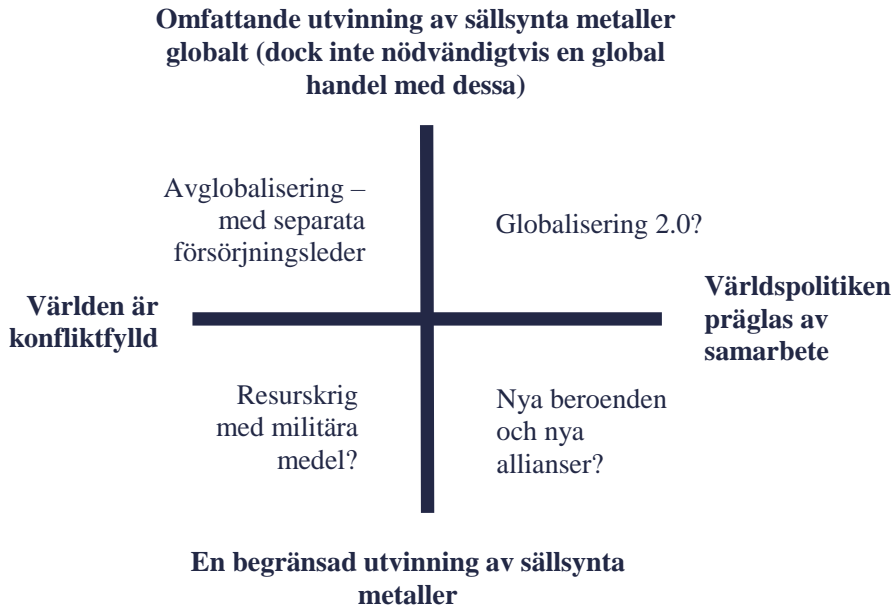 Omfattande utvinning av sällsynta metaller
globalt (dock inte nödvändigtvis en global
handel med dessa)
Avglobalisering –
med separata
försörjningsleder
Globalisering 2.0?
Världen är
konfliktfylld
Världspolitiken
präglas av
samarbete
Resurskrig
med militära
medel?
Nya beroenden
och nya
allianser?
En begränsad utvinning av sällsynta
metaller